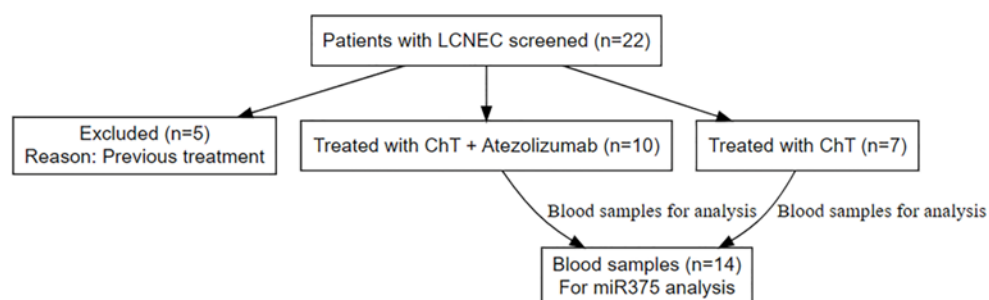 Patients with LCNEC screened (n=22)
Excluded (n=5)
Reason: Previous treatment
Treated with ChT + Atezolizumab (n=10)
Treated with ChT (n=7)
Blood samples for analysis
Blood samples for analysis
Blood samples (n=14)
For miR375 analysis